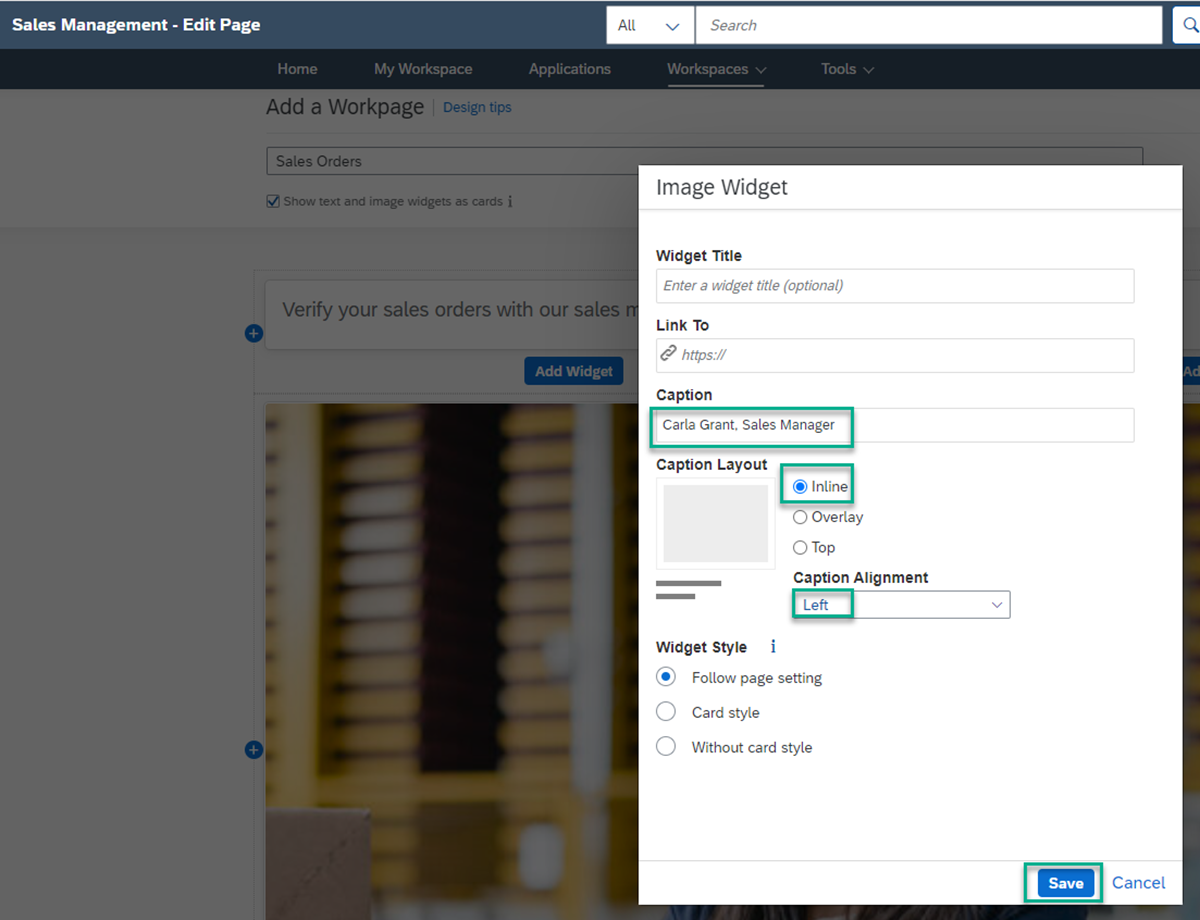 Sales Management - Edit Page
All
Search
Home My Workspace Applications Workspaces Tools
Add a Workpage Design tips
Sales Orders
Show text and image widgets as cards
Verify your sales orders with our sales m
Add Widget
Ad
Image Widget
Widget Title
Enter a widget title (optional)
Link To
https://
Caption
Carla Grant, Sales Manager
Caption Layout
Inline
Overlay
Top
Caption Alignment
Left
Widget Style
Follow page setting
Card style
Without card style
Save Cancel